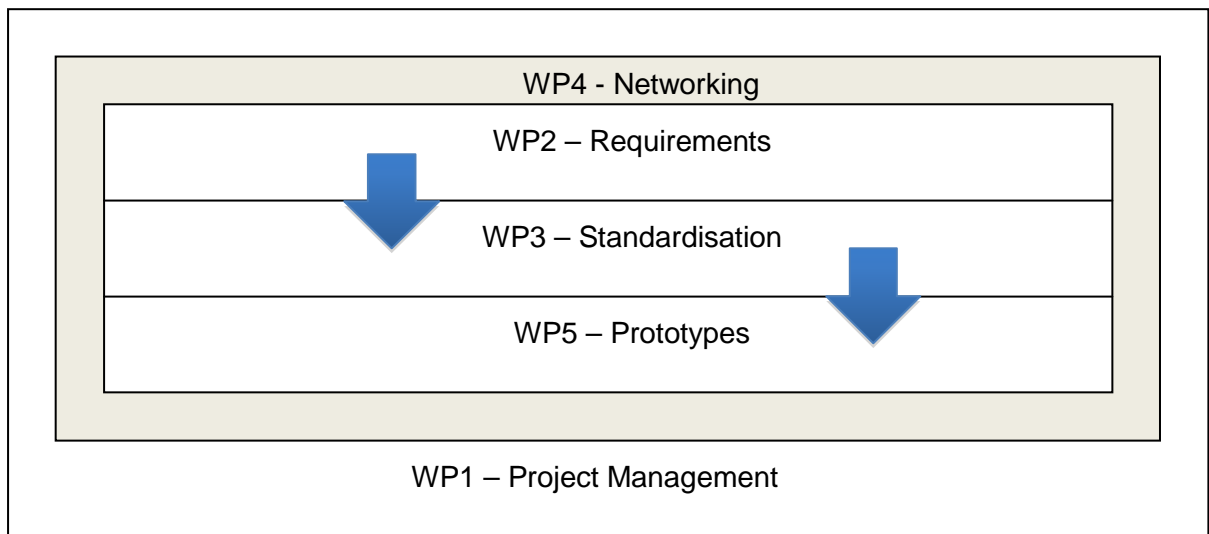 WP4 - Networking
WP2 – Requirements
WP3 – Standardisation
WP5 – Prototypes
WP1 – Project Management